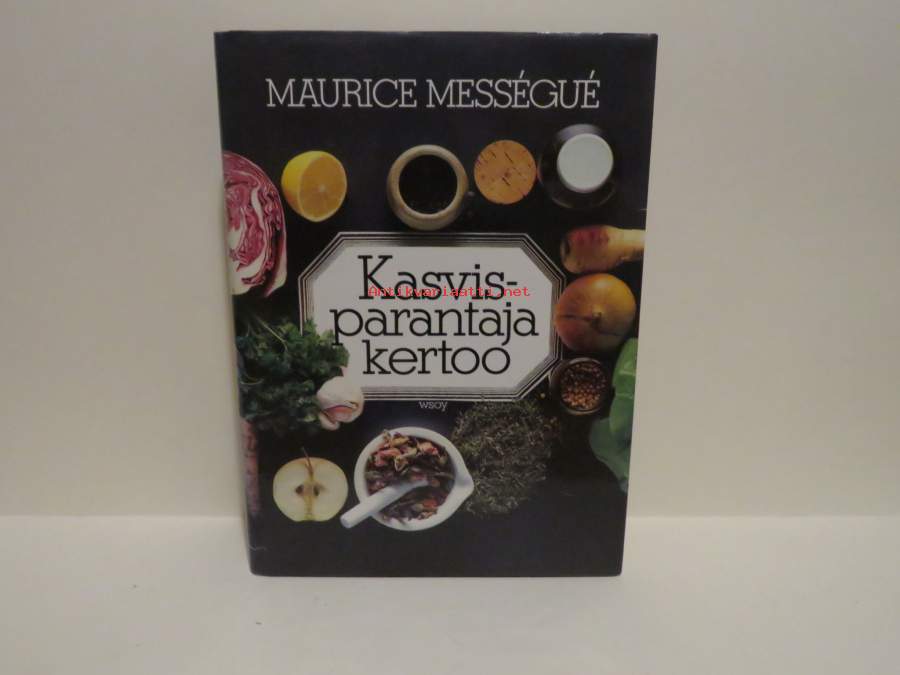 MAURICE MESSÉGUÉ
Kasvis-
Antikvariaatti.net
parantaja
kertoo
WSOY